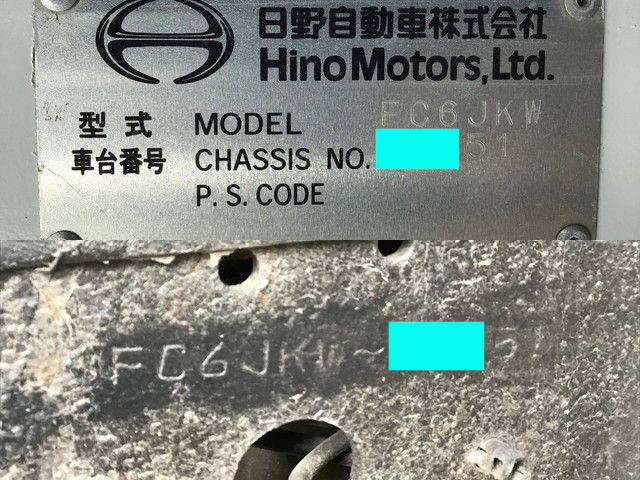 日野自動車株式会社
Hino Motors, Ltd.
型式 MODEL FC6JKW
車台番号 CHASSIS NO. 51
P. S. CODE
FC6JKW~ 5